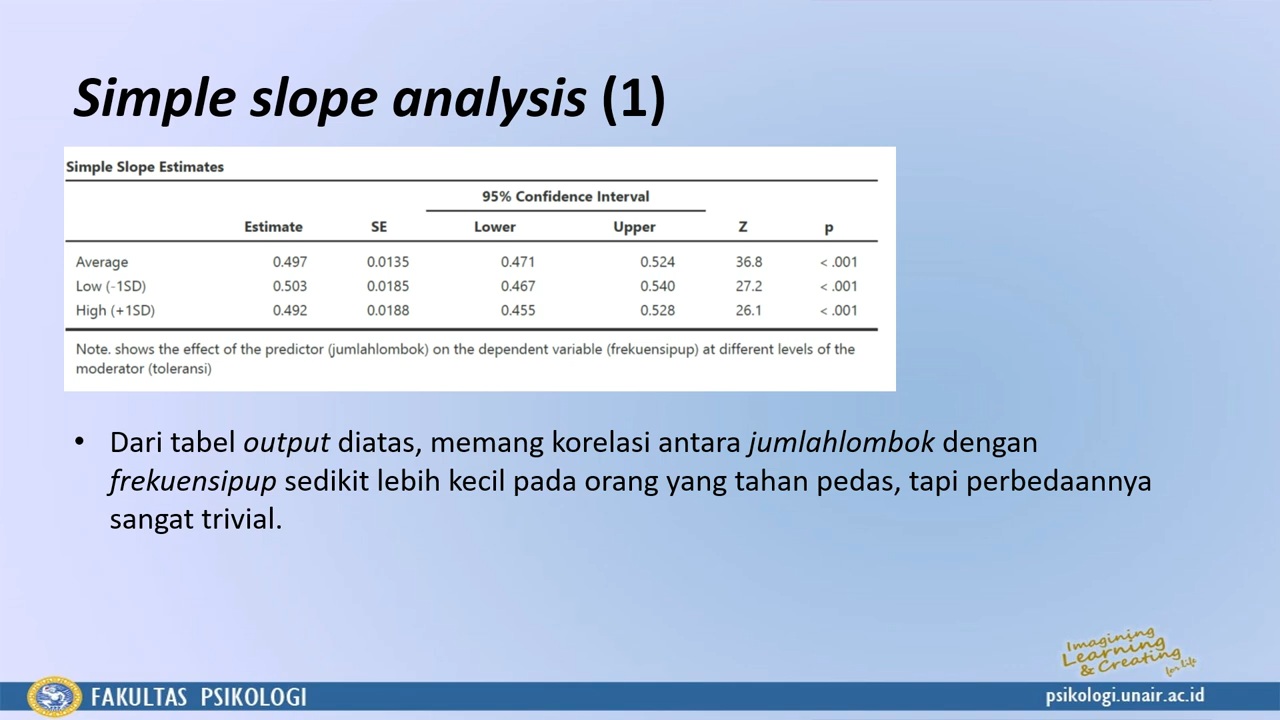 Simple slope analysis (1)
Simple Slope Estimates
95% Confidence Interval
Estimate SE Lower Upper Z p
Average 0.497 0.0135 0.471 0.524 36.8 < .001
Low (-1SD) 0.503 0.0185 0.467 0.540 27.2 < .001
High (+1SD) 0.492 0.0188 0.455 0.528 26.1 < .001
Note. shows the effect of the predictor (jumlahlombok) on the dependent variable (frekuensipup) at different levels of the
moderator (toleransi)
• Dari tabel output diatas, memang korelasi antara jumlahlombok dengan
frekuensipup sedikit lebih kecil pada orang yang tahan pedas, tapi perbedaannya
sangat trivial.
Imagining
Learning
& Creating
for life
FAKULTAS PSIKOLOGI
psikologi.unair.ac.id